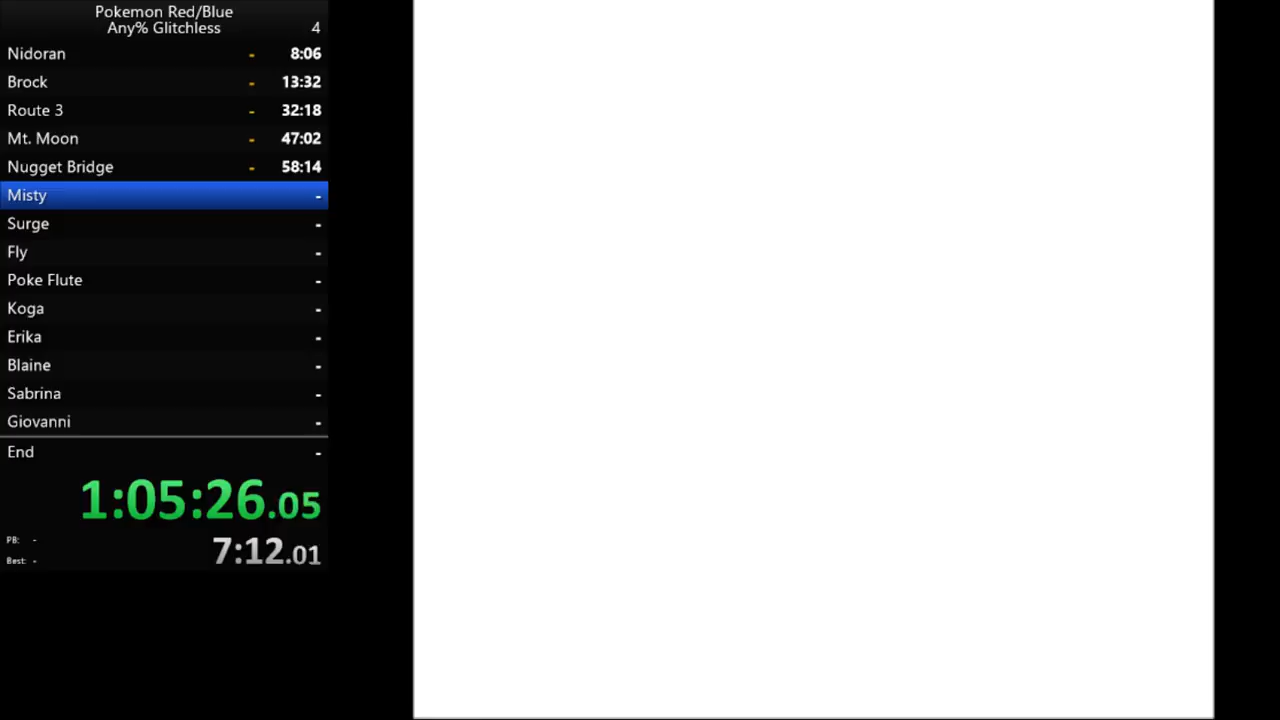 Pokemon Red/Blue
Any% Glitchless 4
Nidoran - 8:06
Brock - 13:32
Route 3 - 32:18
Mt. Moon - 47:02
Nugget Bridge - 58:14
Misty -
Surge -
Fly -
Poke Flute -
Koga -
Erika -
Blaine -
Sabrina -
Giovanni -
End -
1:05:26.05
PB: -
7:12.01
Best: -